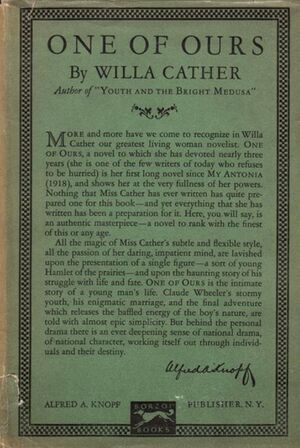 ONE OF OURS
By WILLA CATHER
Author of "YOUTH AND THE BRIGHT MEDUSA"
MORE and more have we come to recognize in Willa
Cather our greatest living woman novelist. ONE
OF OURS, a novel to which she has devoted nearly three
years (she is one of the few writers of today who refuses
to be hurried) is her first long novel since MY ANTONIA
(1918), and shows her at the very fullness of her powers.
Nothing that Miss Cather has ever written has quite pre-
pared one for this book—and yet everything that she has
written has been a preparation for it. Here, you will say, is
an authentic masterpiece—a novel to rank with the finest
of this or any age.
All the magic of Miss Cather's subtle and flexible style,
all the passion of her daring, impatient mind, are lavished
upon the presentation of a single figure—a sort of young
Hamlet of the prairies—and upon the haunting story of his
struggle with life and fate. ONE OF OURS is the intimate
story of a young man's life. Claude Wheeler's stormy
youth, his enigmatic marriage, and the final adventure
which releases the baffled energy of the boy's nature, are
told with almost epic simplicity. But behind the personal
drama there is an ever deepening sense of national drama,
of national character, working itself out through individ-
uals and their destiny.
Alfred A Knopf
ALFRED A. KNOPF BORZOI BOOKS PUBLISHER, N. Y.